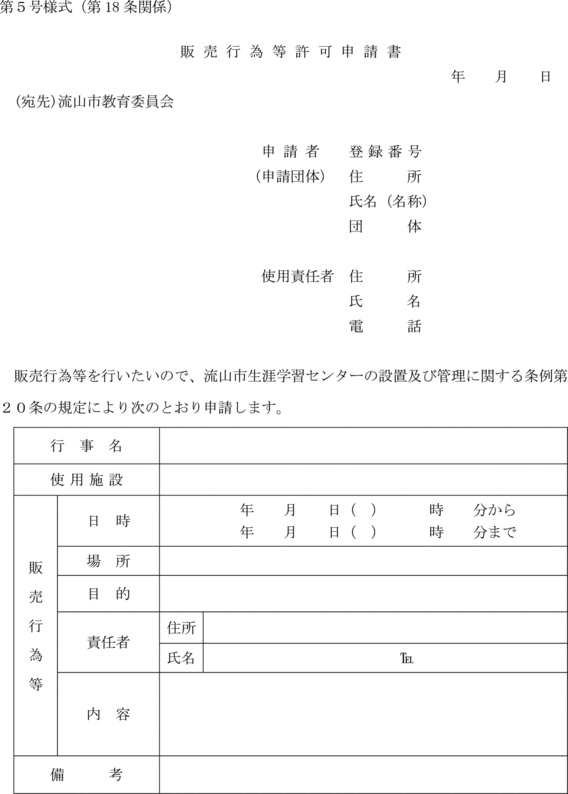 第５号様式（第 18 条関係）
販 売 行 為 等 許 可 申 請 書
年　　月　　日
(宛先)流山市教育委員会
申 請 者　　登 録 番 号
（申請団体）　住　　　所
氏名（名称）
団　　　体
使用責任者　住　　　所
氏　　　名
電　　　話
販売行為等を行いたいので、流山市生涯学習センターの設置及び管理に関する条例第
２０条の規定により次のとおり申請します。
行　事　名
使 用 施 設
販売行為等
日　時
年　　月　　日（　）　　　時　　分から
年　　月　　日（　）　　　時　　分まで
場　所
目　的
責任者
住所
氏名　　　℡
内　容
備　　　考